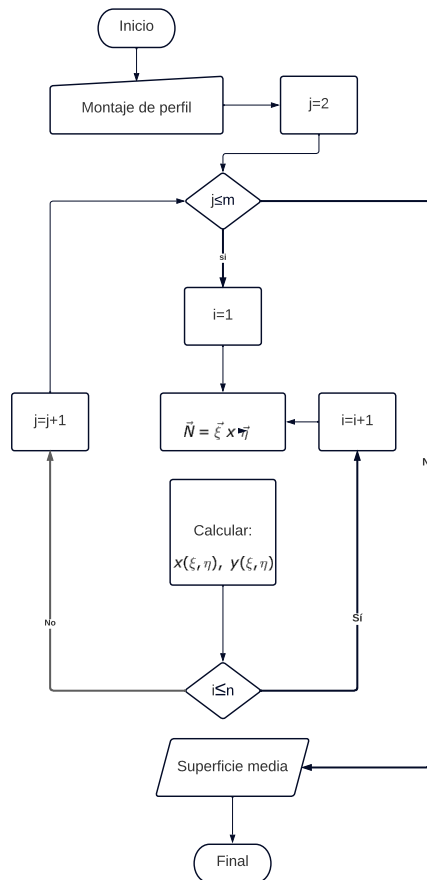 Inicio
Montaje de perfil
j=2
j≤m
si
i=1
j=j+1
N⃗ = ξ⃗ x η⃗
i=i+1
N
Calcular:
x(ξ,η), y(ξ,η)
No
Sí
i≤n
Superficie media
Final